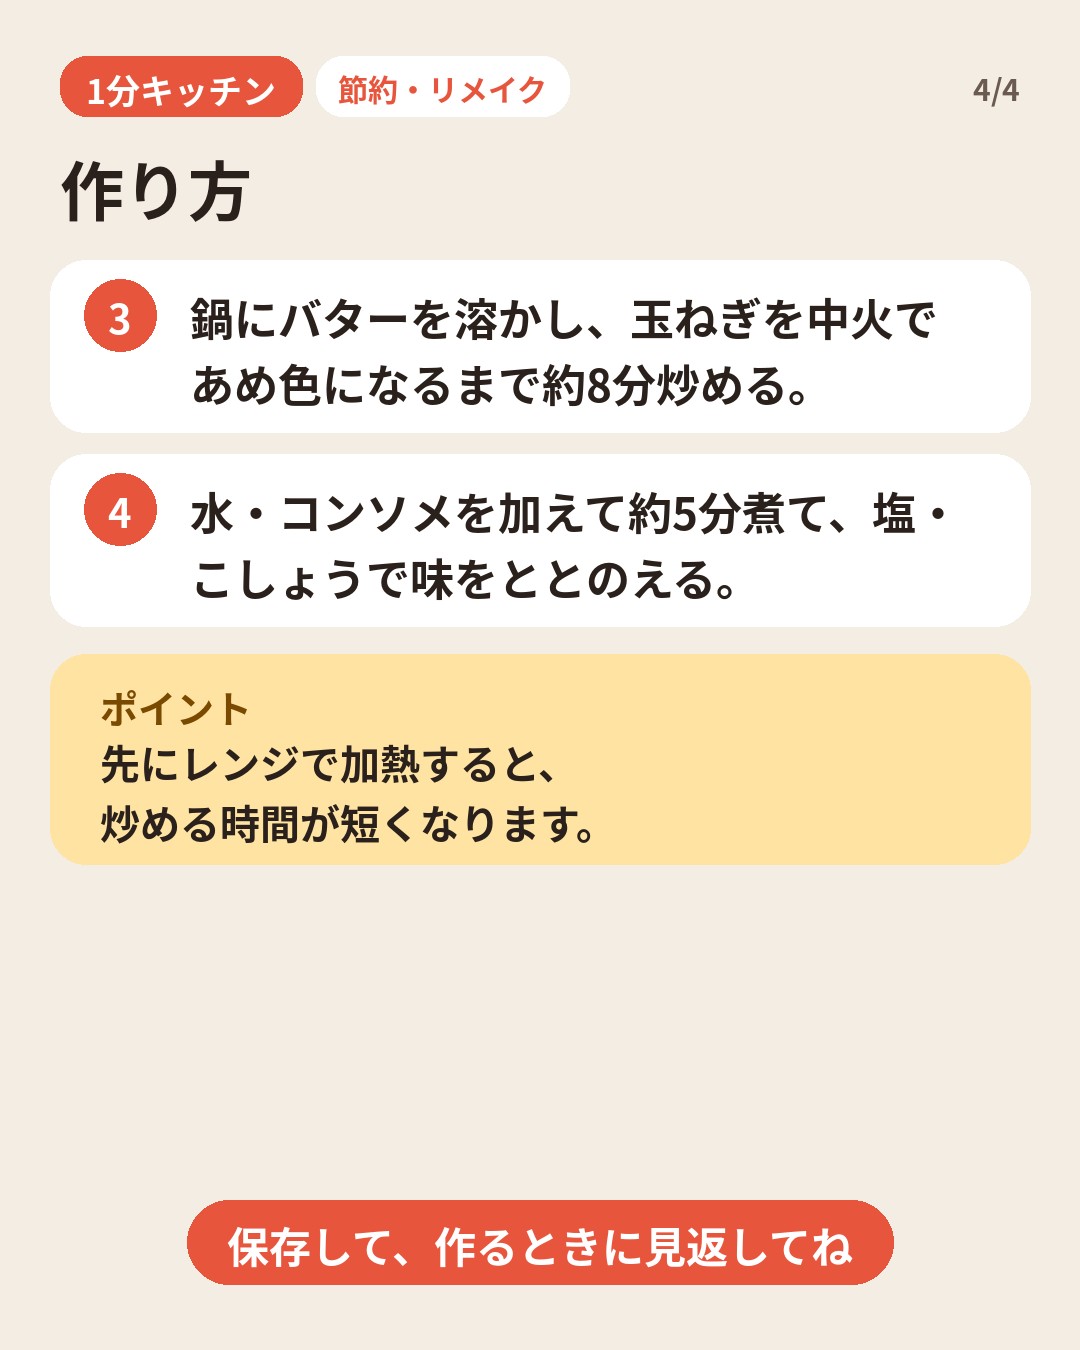 1分キッチン
節約・リメイク
4/4
作り方
3
鍋にバターを溶かし、玉ねぎを中火で
あめ色になるまで約8分炒める。
4
水・コンソメを加えて約5分煮て、塩・
こしょうで味をととのえる。
ポイント
先にレンジで加熱すると、
炒める時間が短くなります。
保存して、作るときに見返してね